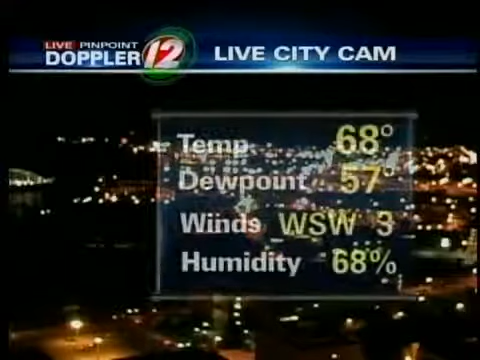 LIVE PINPOINT
DOPPLER 12
LIVE CITY CAM
Temp 68°
Dewpoint 57°
Winds WSW 3
Humidity 68%